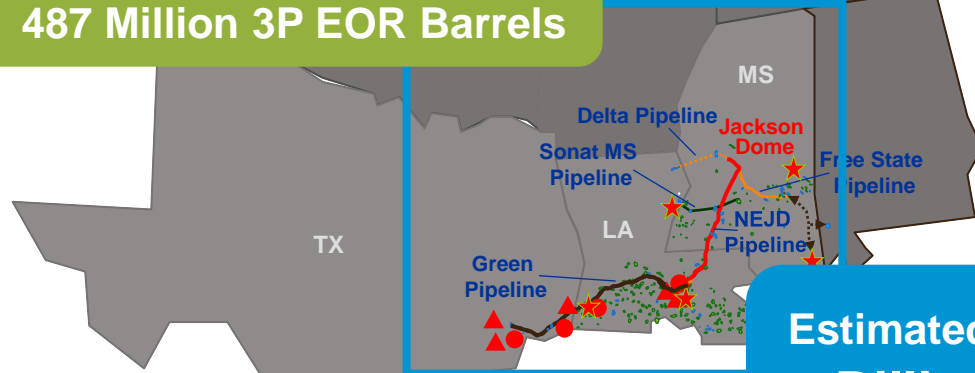 487 Million 3P EOR Barrels
MS
Delta Pipeline
Jackson
Dome
Sonat MS
Pipeline
Free State
Pipeline
NEJD
Pipeline
LA
TX
Green
Pipeline
Estimated